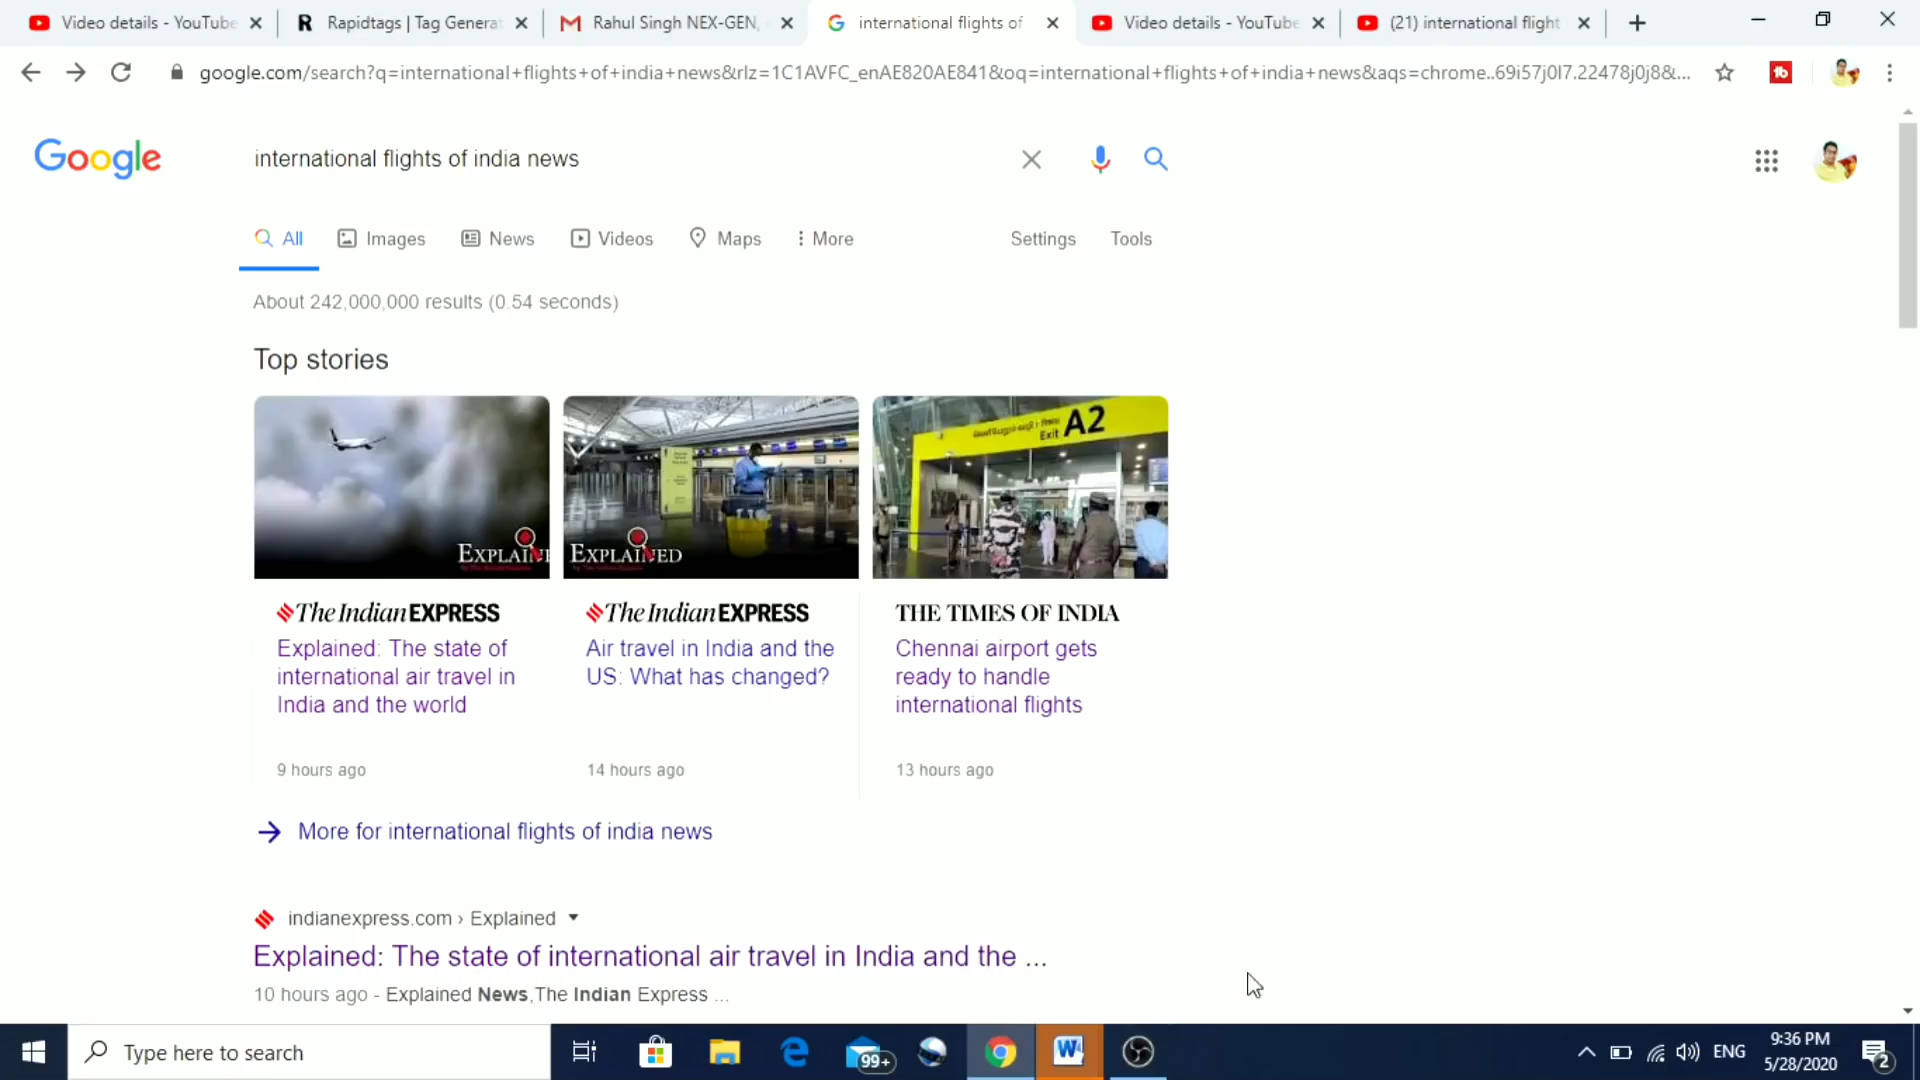 Video details - YouTube
Rapidtags | Tag Generat
Rahul Singh NEX-GEN,
international flights of
Video details - YouTube
(21) international flight
google.com/search?q=international+flights+of+india+news&rlz=1C1AVFC_enAE820AE841&oq=international+flights+of+india+news&aqs=chrome..69i57j0l7.22478j0j8&...
Google
international flights of india news
All
Images
News
Videos
Maps
More
Settings
Tools
About 242,000,000 results (0.54 seconds)
Top stories
EXPLAINE
EXPLAINED
Exit A2
The Indian EXPRESS
The Indian EXPRESS
THE TIMES OF INDIA
Explained: The state of
international air travel in
India and the world
Air travel in India and the
US: What has changed?
Chennai airport gets
ready to handle
international flights
9 hours ago
14 hours ago
13 hours ago
More for international flights of india news
indianexpress.com › Explained
Explained: The state of international air travel in India and the ...
10 hours ago - Explained News,The Indian Express ...
Type here to search
99+
W
ENG
9:36 PM
5/28/2020
2